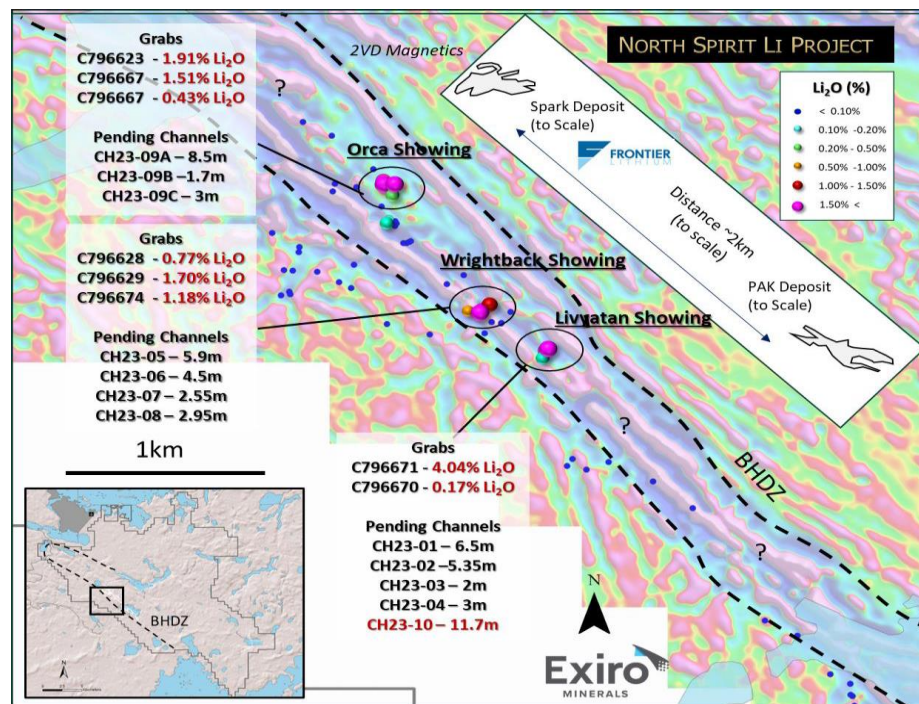 NORTH SPIRIT LI PROJECT
2VD Magnetics
Grabs
C796623 - 1.91% Li₂O
C796667 - 1.51% Li₂O
C796667 - 0.43% Li₂O
Pending Channels
CH23-09A – 8.5m
CH23-09B –1.7m
CH23-09C – 3m
?
Orca Showing
Spark Deposit
(to Scale)
FRONTIER
LITHIUM
Distance ~2km
(to scale)
PAK Deposit
(to Scale)
Li₂O (%)
< 0.10%
0.10% -0.20%
0.20% - 0.50%
0.50% -1.00%
1.00% - 1.50%
1.50% <
Grabs
C796628 - 0.77% Li₂O
C796629 - 1.70% Li₂O
C796674 - 1.18% Li₂O
Pending Channels
CH23-05 – 5.9m
CH23-06 – 4.5m
CH23-07 – 2.55m
CH23-08 – 2.95m
Wrightback Showing
Livyatan Showing
?
BHDZ
?
1km
Grabs
C796671 - 4.04% Li₂O
C796670 - 0.17% Li₂O
Pending Channels
CH23-01 – 6.5m
CH23-02 –5.35m
CH23-03 – 2m
CH23-04 – 3m
CH23-10 – 11.7m
BHDZ
N
N
Exiro
MINERALS